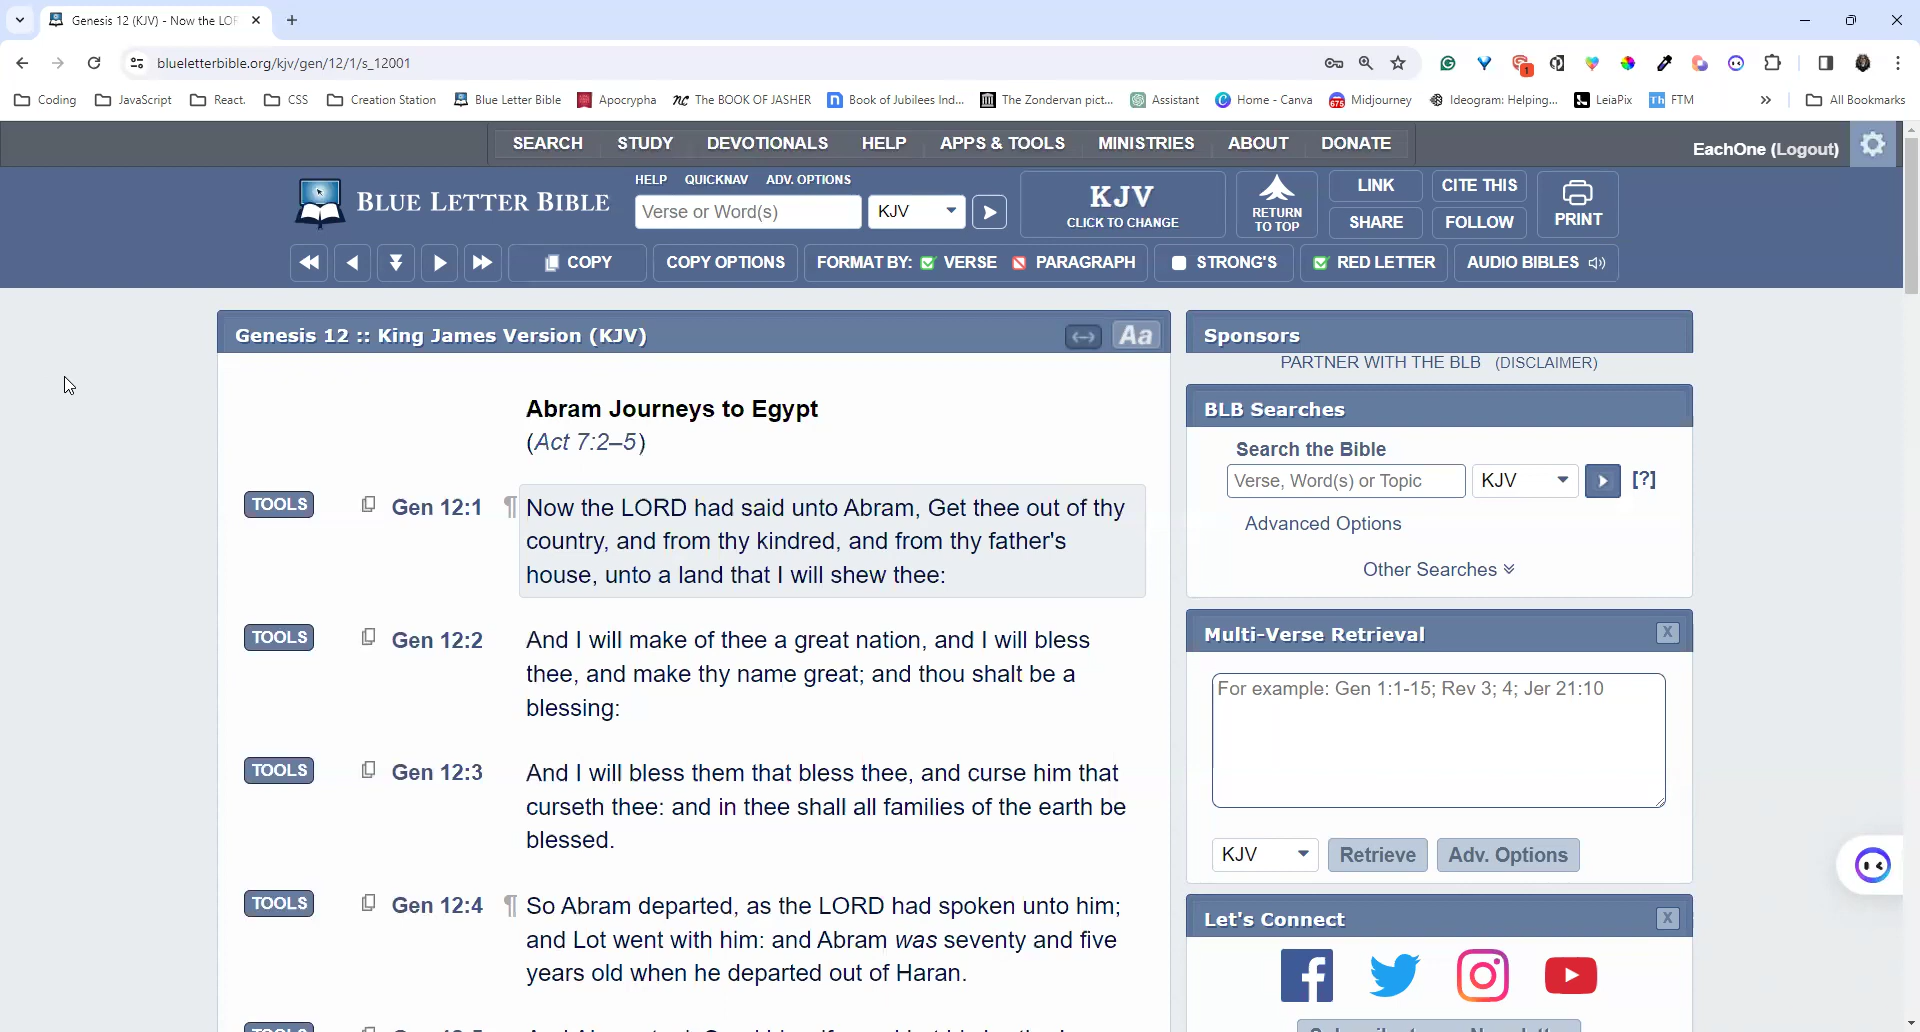 Genesis 12 (KJV) - Now the LOR
blueletterbible.org/kjv/gen/12/1/s_12001
1
Coding
JavaScript
React.
CSS
Creation Station
Blue Letter Bible
Apocrypha
The BOOK OF JASHER
Book of Jubilees Ind...
The Zondervan pict...
Assistant
Home - Canva
Midjourney
Ideogram: Helping...
LeiaPix
FTM
All Bookmarks
SEARCH STUDY DEVOTIONALS HELP APPS & TOOLS MINISTRIES ABOUT DONATE
EachOne (Logout)
BLUE LETTER BIBLE
HELP QUICKNAV ADV. OPTIONS
Verse or Word(s)
KJV
KJV
CLICK TO CHANGE
RETURN
TO TOP
LINK
CITE THIS
SHARE
FOLLOW
PRINT
COPY
COPY OPTIONS
FORMAT BY: VERSE PARAGRAPH
STRONG'S
RED LETTER
AUDIO BIBLES
Genesis 12 :: King James Version (KJV)
Aa
Abram Journeys to Egypt
(Act 7:2–5)
TOOLS Gen 12:1 ¶ Now the LORD had said unto Abram, Get thee out of thy
country, and from thy kindred, and from thy father's
house, unto a land that I will shew thee:
TOOLS Gen 12:2 And I will make of thee a great nation, and I will bless
thee, and make thy name great; and thou shalt be a
blessing:
TOOLS Gen 12:3 And I will bless them that bless thee, and curse him that
curseth thee: and in thee shall all families of the earth be
blessed.
TOOLS Gen 12:4 ¶ So Abram departed, as the LORD had spoken unto him;
and Lot went with him: and Abram was seventy and five
years old when he departed out of Haran.
Sponsors
PARTNER WITH THE BLB (DISCLAIMER)
BLB Searches
Search the Bible
Verse, Word(s) or Topic
KJV
[?]
Advanced Options
Other Searches
Multi-Verse Retrieval
X
For example: Gen 1:1-15; Rev 3; 4; Jer 21:10
KJV
Retrieve
Adv. Options
Let's Connect
X